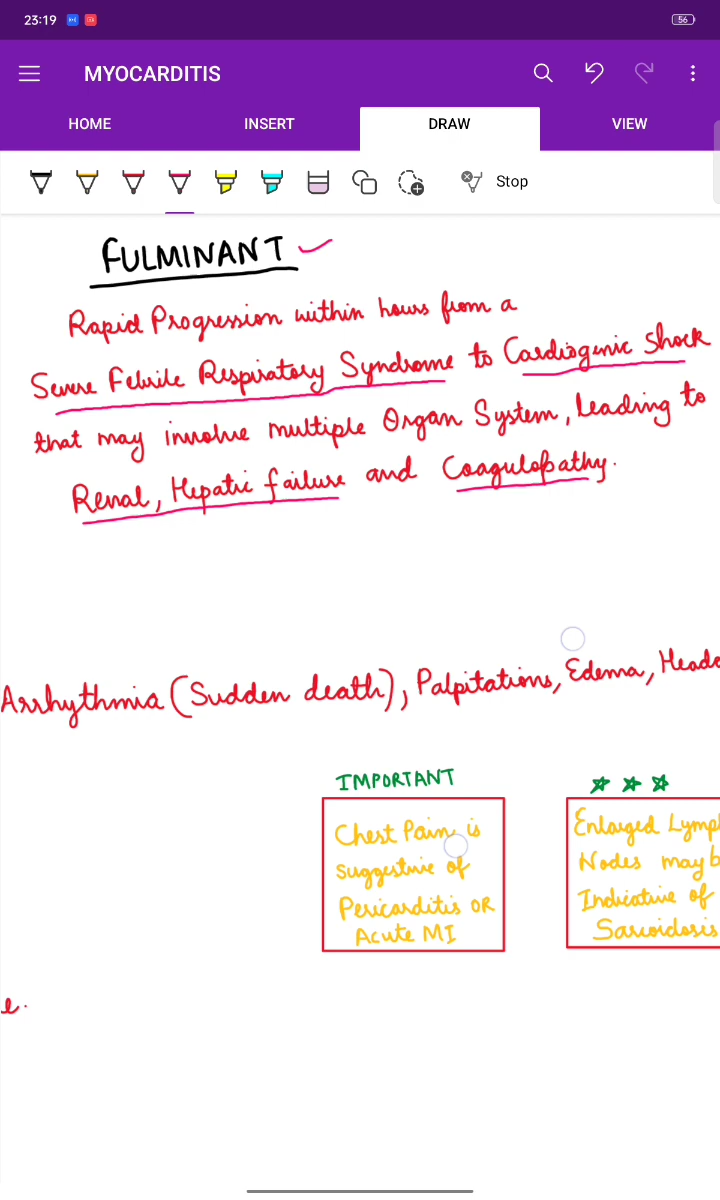 23:19
56
MYOCARDITIS
HOME INSERT DRAW VIEW
Stop
FULMINANT
Rapid Progression within hours from a
Severe Febrile Respiratory Syndrome to Cardiogenic Shock
that may involve multiple Organ System, leading to
Renal, Hepatic failure and Coagulopathy.
Arrhythmia (Sudden death), Palpitations, Edema, Heada
IMPORTANT
Chest Pain is
suggestive of
Pericarditis OR
Acute MI
Enlarged Lymph
Nodes may b
Indicative of
Sarcoidosis
e.